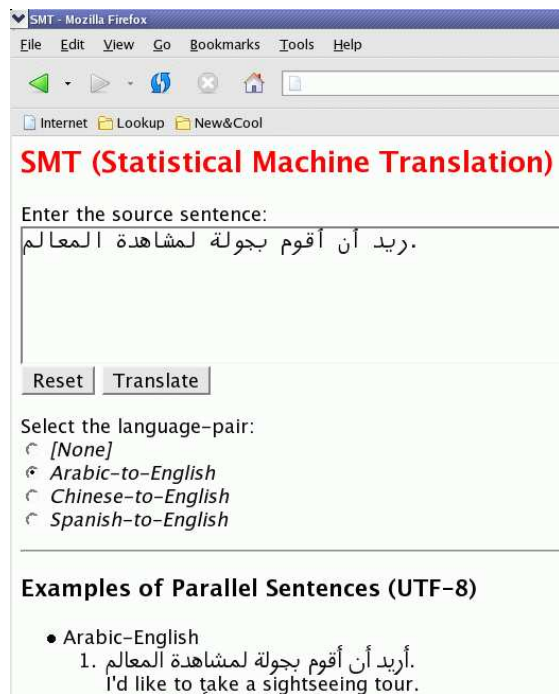 SMT - Mozilla Firefox
File Edit View Go Bookmarks Tools Help
Internet Lookup New&Cool
SMT (Statistical Machine Translation)
Enter the source sentence:
ريد أن أقوم بجولة لمشاهدة المعالم.
Reset Translate
Select the language-pair:
[None]
Arabic-to-English
Chinese-to-English
Spanish-to-English
Examples of Parallel Sentences (UTF-8)
• Arabic-English
1. أريد أن أقوم بجولة لمشاهدة المعالم.
I'd like to take a sightseeing tour.